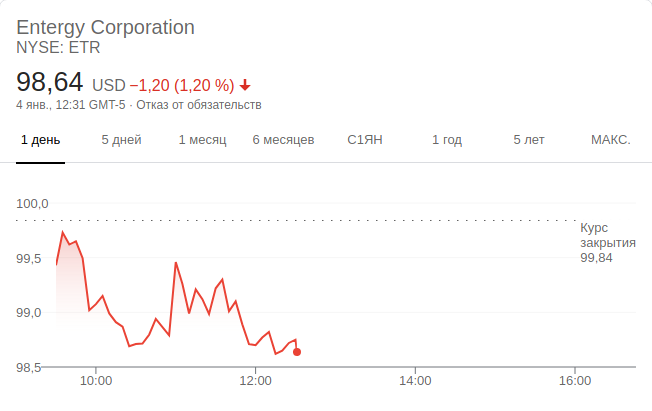 Entergy Corporation
NYSE: ETR
98,64 USD −1,20 (1,20 %)
4 янв., 12:31 GMT-5 · Отказ от обязательств
1 день 5 дней 1 месяц 6 месяцев С1ЯН 1 год 5 лет МАКС.
100,0
Курс
закрытия
99,84
99,5
99,0
98,5
10:00 12:00 14:00 16:00